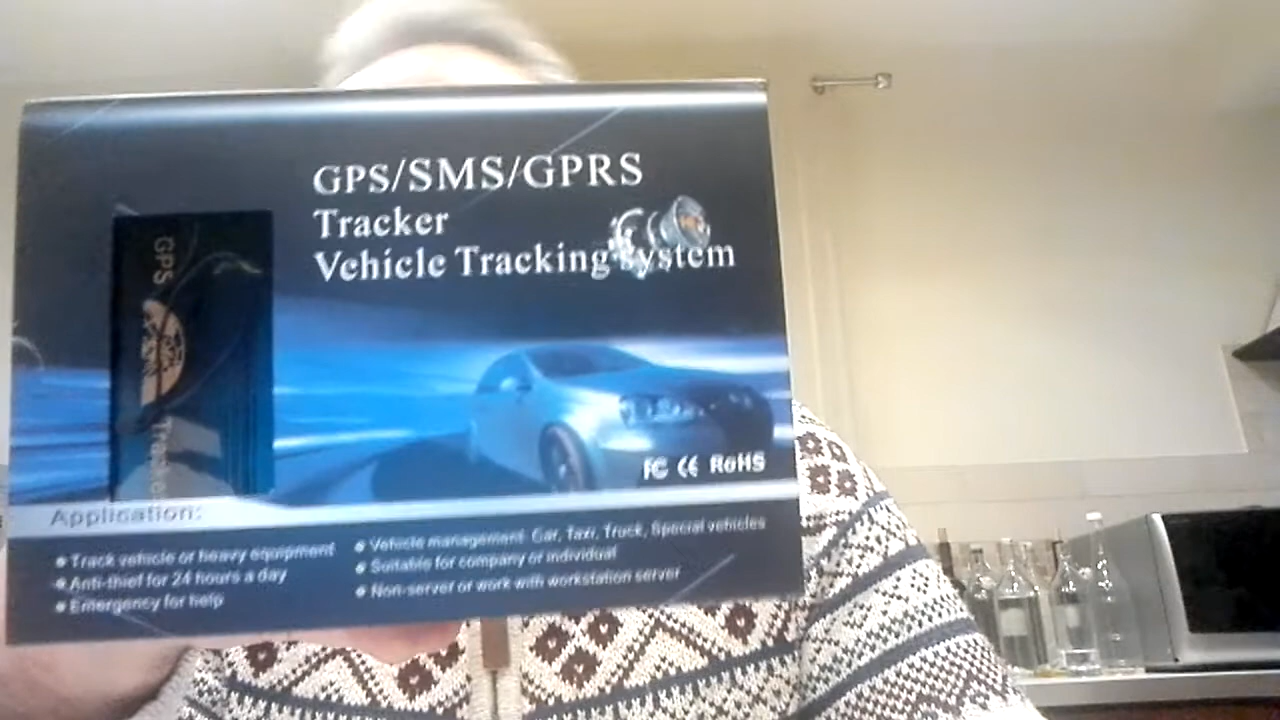 GPS/SMS/GPRS
Tracker
Vehicle Tracking system
GPS
Tracker
FC CE RoHS
Application:
Track vehicle or heavy equipment
Anti-thief for 24 hours a day
Emergency for help
Vehicle management Car, Taxi, Truck, Special vehicles
Suitable for company or individual
Non-server or work with workstation server